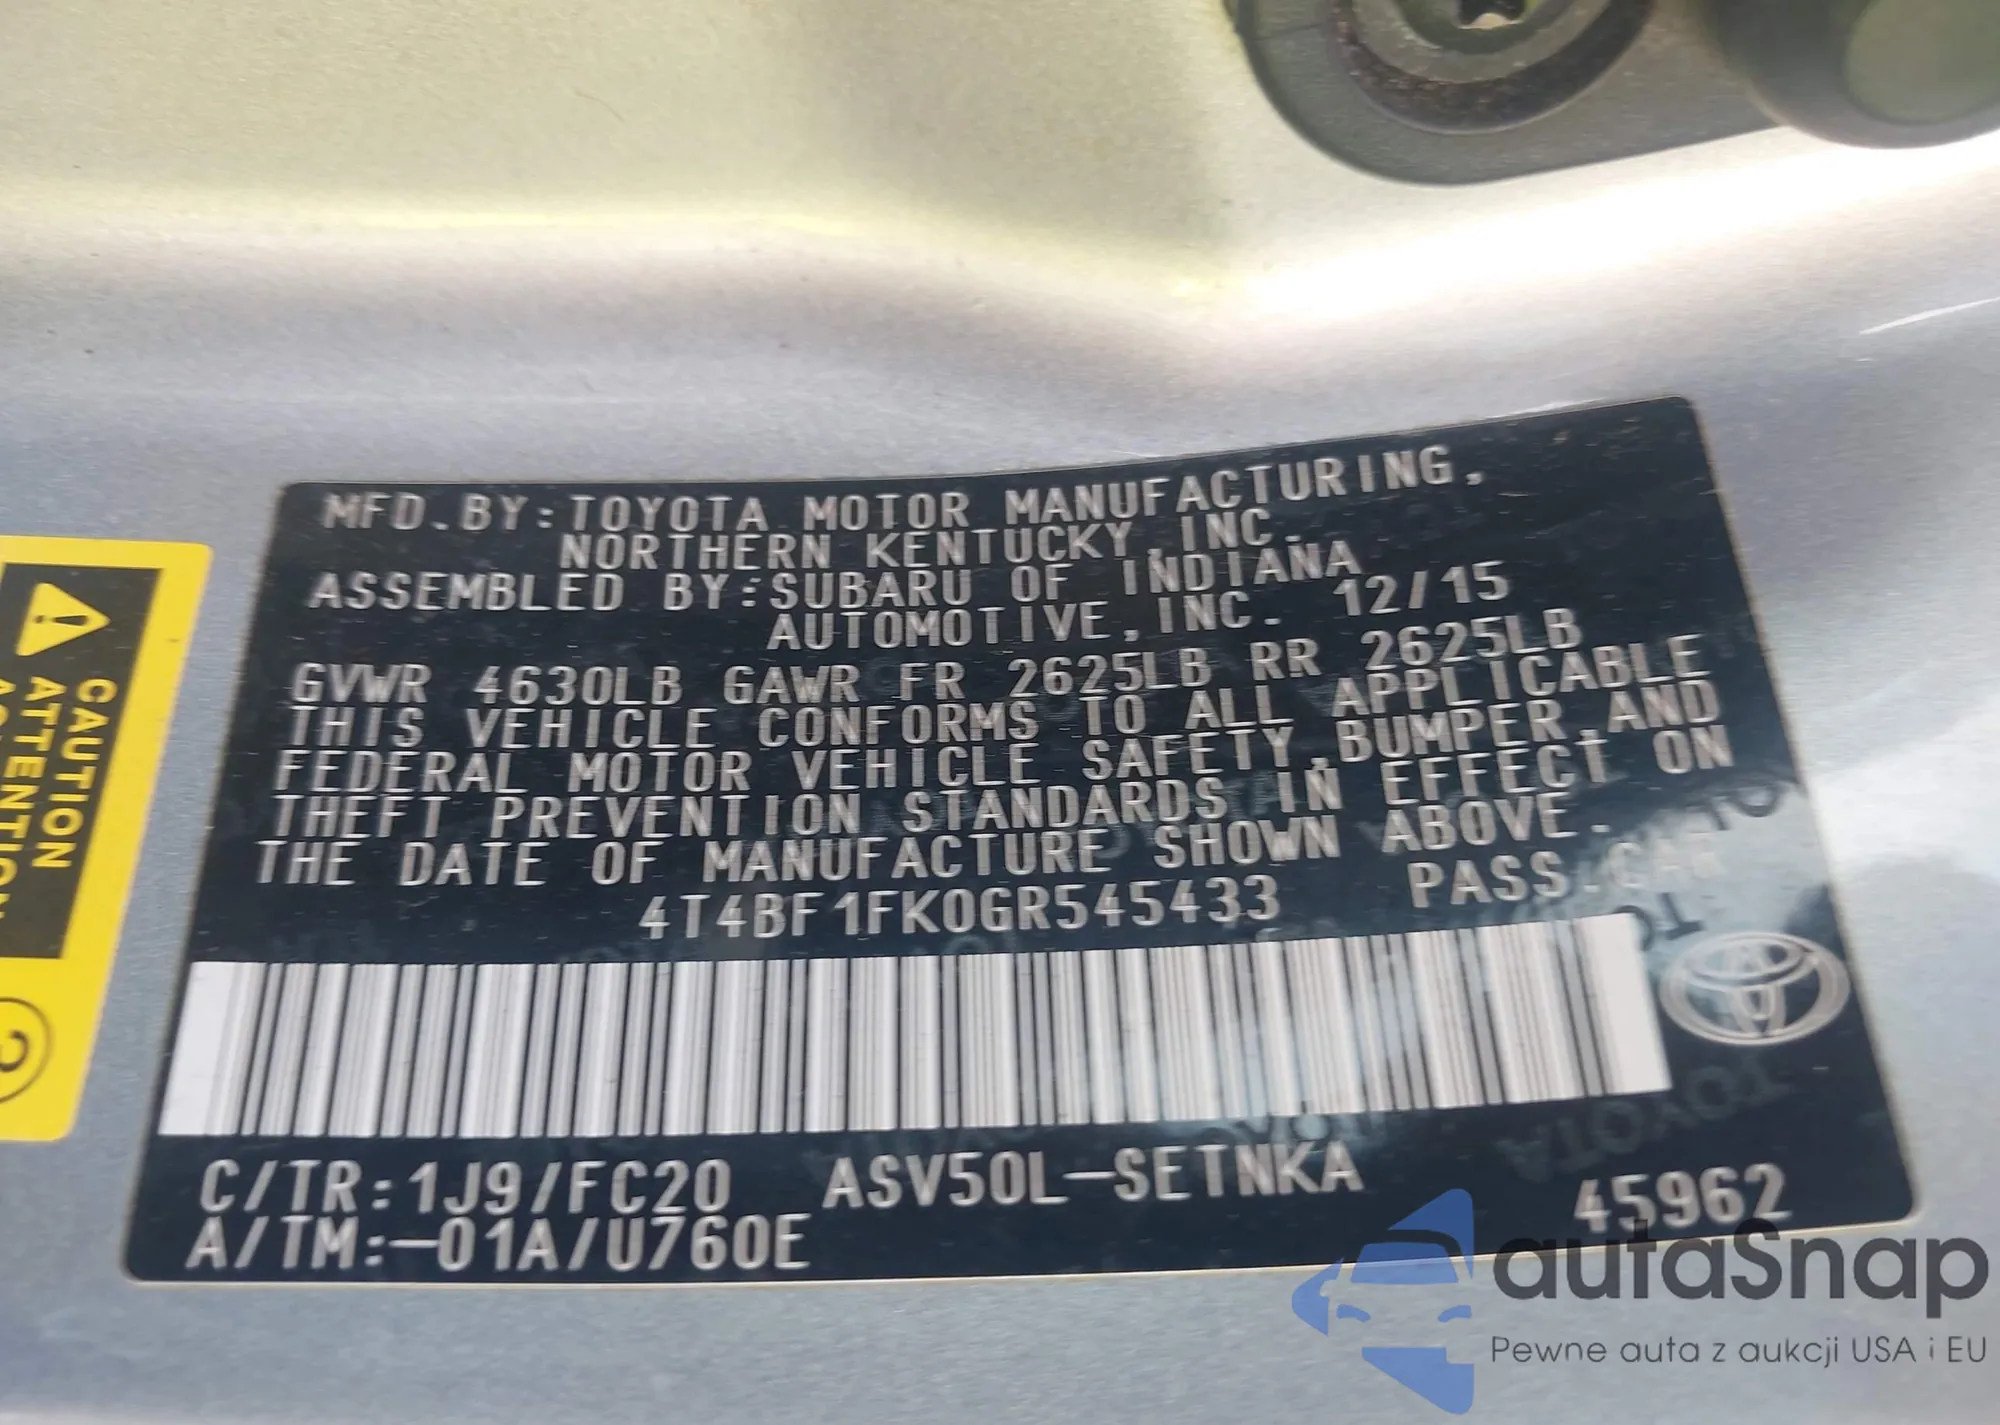 MFD.BY:TOYOTA MOTOR MANUFACTURING,
NORTHERN KENTUCKY,INC.
ASSEMBLED BY:SUBARU OF INDIANA
AUTOMOTIVE,INC. 12/15
GVWR 4630LB GAWR FR 2625LB RR 2625LB
THIS VEHICLE CONFORMS TO ALL APPLICABLE
FEDERAL MOTOR VEHICLE SAFETY,BUMPER,AND
THEFT PREVENTION STANDARDS IN EFFECT ON
THE DATE OF MANUFACTURE SHOWN ABOVE.
4T4BF1FK0GR545433 PASS.CAR
C/TR:1J9/FC20 ASV50L-SETNKA
A/TM:-01A/U760E 45962
CAUTION
ATTENTION
TOYOTA
autaSnap
Pewne auta z aukcji USA i EU